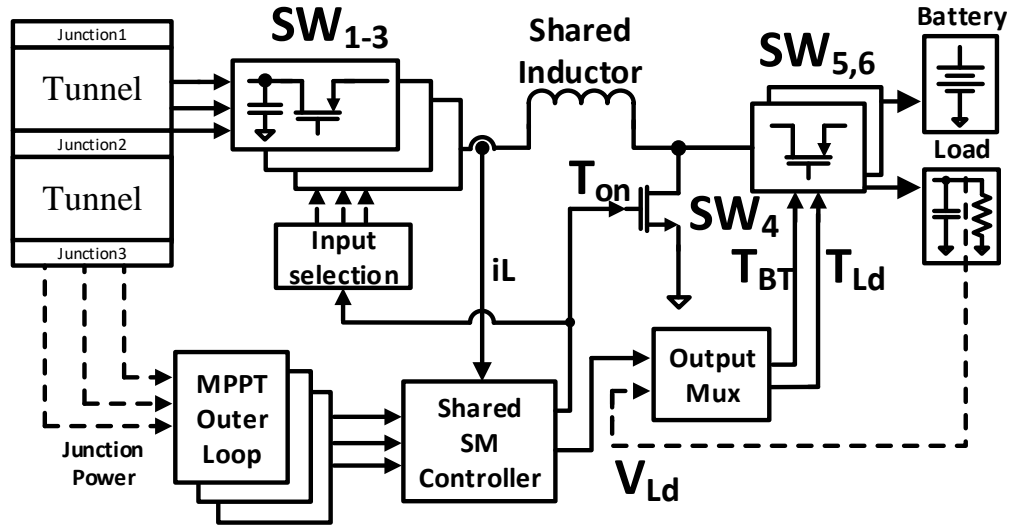 Junction1
Tunnel
Junction2
Tunnel
Junction3
SW1-3
Input
selection
Shared
Inductor
iL
Ton
SW4
SW5,6
Battery
Load
TBT
TLd
Output
Mux
VLd
MPPT
Outer
Loop
Junction
Power
Shared
SM
Controller